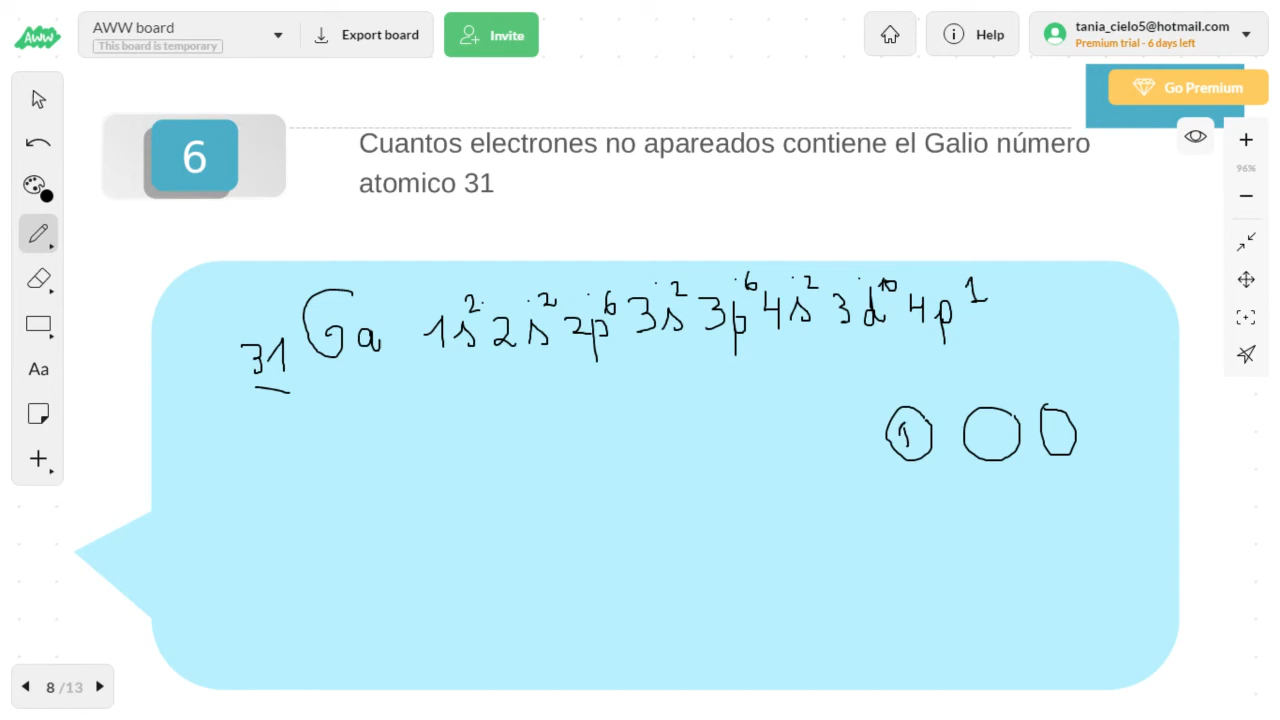 AWW board
This board is temporary
Export board
Invite
Help
tania_cielo5@hotmail.com
Premium trial - 6 days left
Go Premium
6
Cuantos electrones no apareados contiene el Galio número
atomico 31
96%
Aa
31 Ga 1s² 2s² 2p⁶ 3s² 3p⁶ 4s² 3d¹⁰ 4p¹
1
8 /13